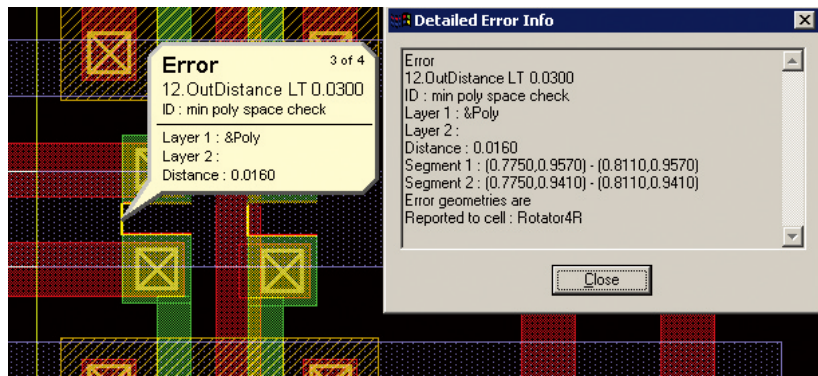 Error
3 of 4
12.OutDistance LT 0.0300
ID : min poly space check
Layer 1 : &Poly
Layer 2 :
Distance : 0.0160
Detailed Error Info
Error
12.OutDistance LT 0.0300
ID : min poly space check
Layer 1 : &Poly
Layer 2 :
Distance : 0.0160
Segment 1 : (0.7750,0.9570) - (0.8110,0.9570)
Segment 2 : (0.7750,0.9410) - (0.8110,0.9410)
Error geometries are
Reported to cell : Rotator4R
Close